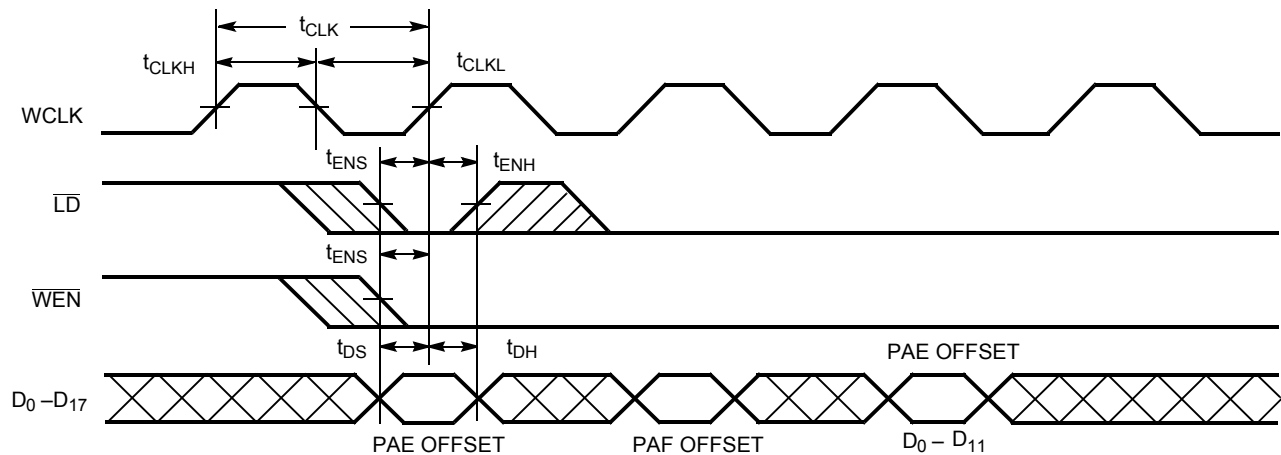 tCLK
tCLKH
tCLKL
WCLK
tENS
tENH
LD
tENS
WEN
tDS
tDH
PAE OFFSET
D0 –D17
PAE OFFSET
PAF OFFSET
D0 – D11